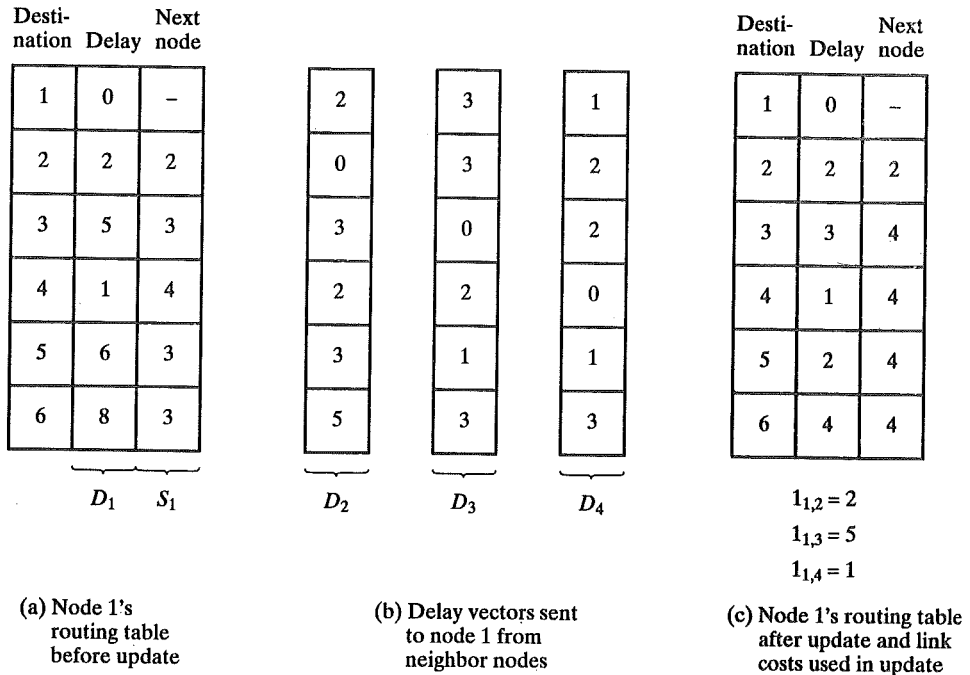 Desti-
nation Delay Next
node
1 0 –
2 2 2
3 5 3
4 1 4
5 6 3
6 8 3
D1 S1
(a) Node 1's
routing table
before update
2
0
3
2
3
5
D2
3
3
0
2
1
3
D3
1
2
2
0
1
3
D4
(b) Delay vectors sent
to node 1 from
neighbor nodes
Desti-
nation Delay Next
node
1 0 –
2 2 2
3 3 4
4 1 4
5 2 4
6 4 4
11,2 = 2
11,3 = 5
11,4 = 1
(c) Node 1's routing table
after update and link
costs used in update